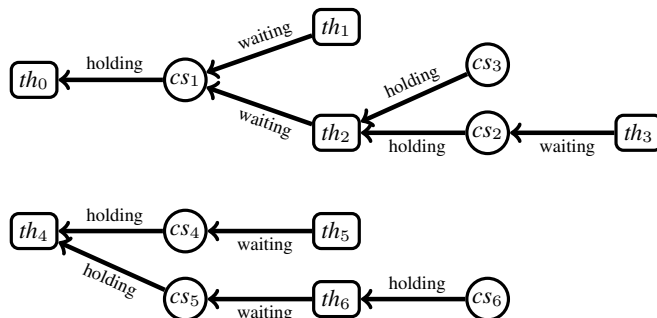 th₁
waiting
cs₃
holding
th₀
holding
cs₁
waiting
th₂
holding
cs₂
waiting
th₃
th₄
holding
cs₄
waiting
th₅
holding
cs₅
waiting
th₆
holding
cs₆